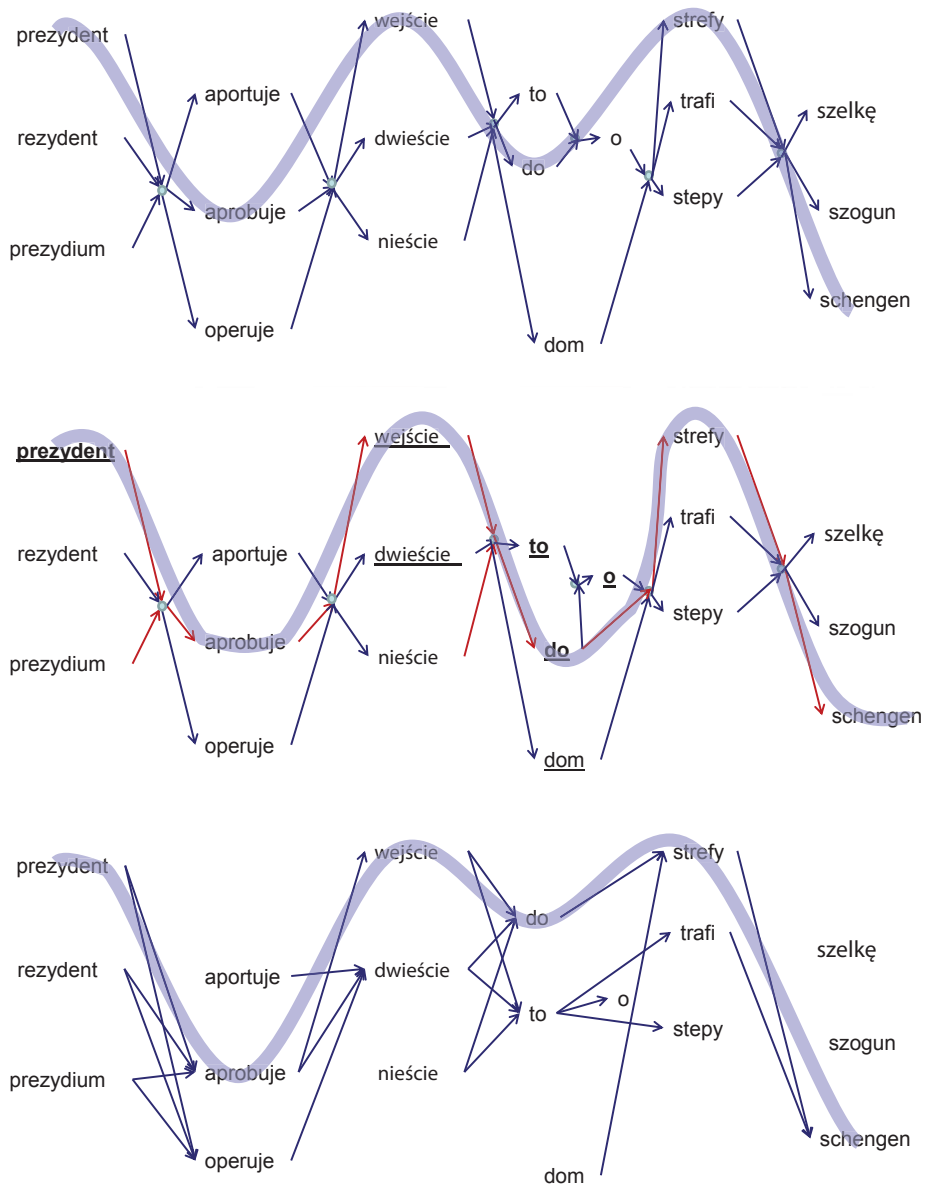 wejście
strefy
prezydent
aportuje
to
trafi
szelkę
rezydent
dwieście
o
do
stepy
aprobuje
szogun
prezydium
nieście
schengen
operuje
dom
prezydent
wejście
strefy
trafi
szelkę
rezydent
aportuje
dwieście
to
o
stepy
szogun
prezydium
aprobuje
nieście
do
schengen
operuje
dom
prezydent
wejście
strefy
do
trafi
szelkę
rezydent
aportuje
dwieście
o
to
stepy
szogun
prezydium
aprobuje
nieście
schengen
operuje
dom